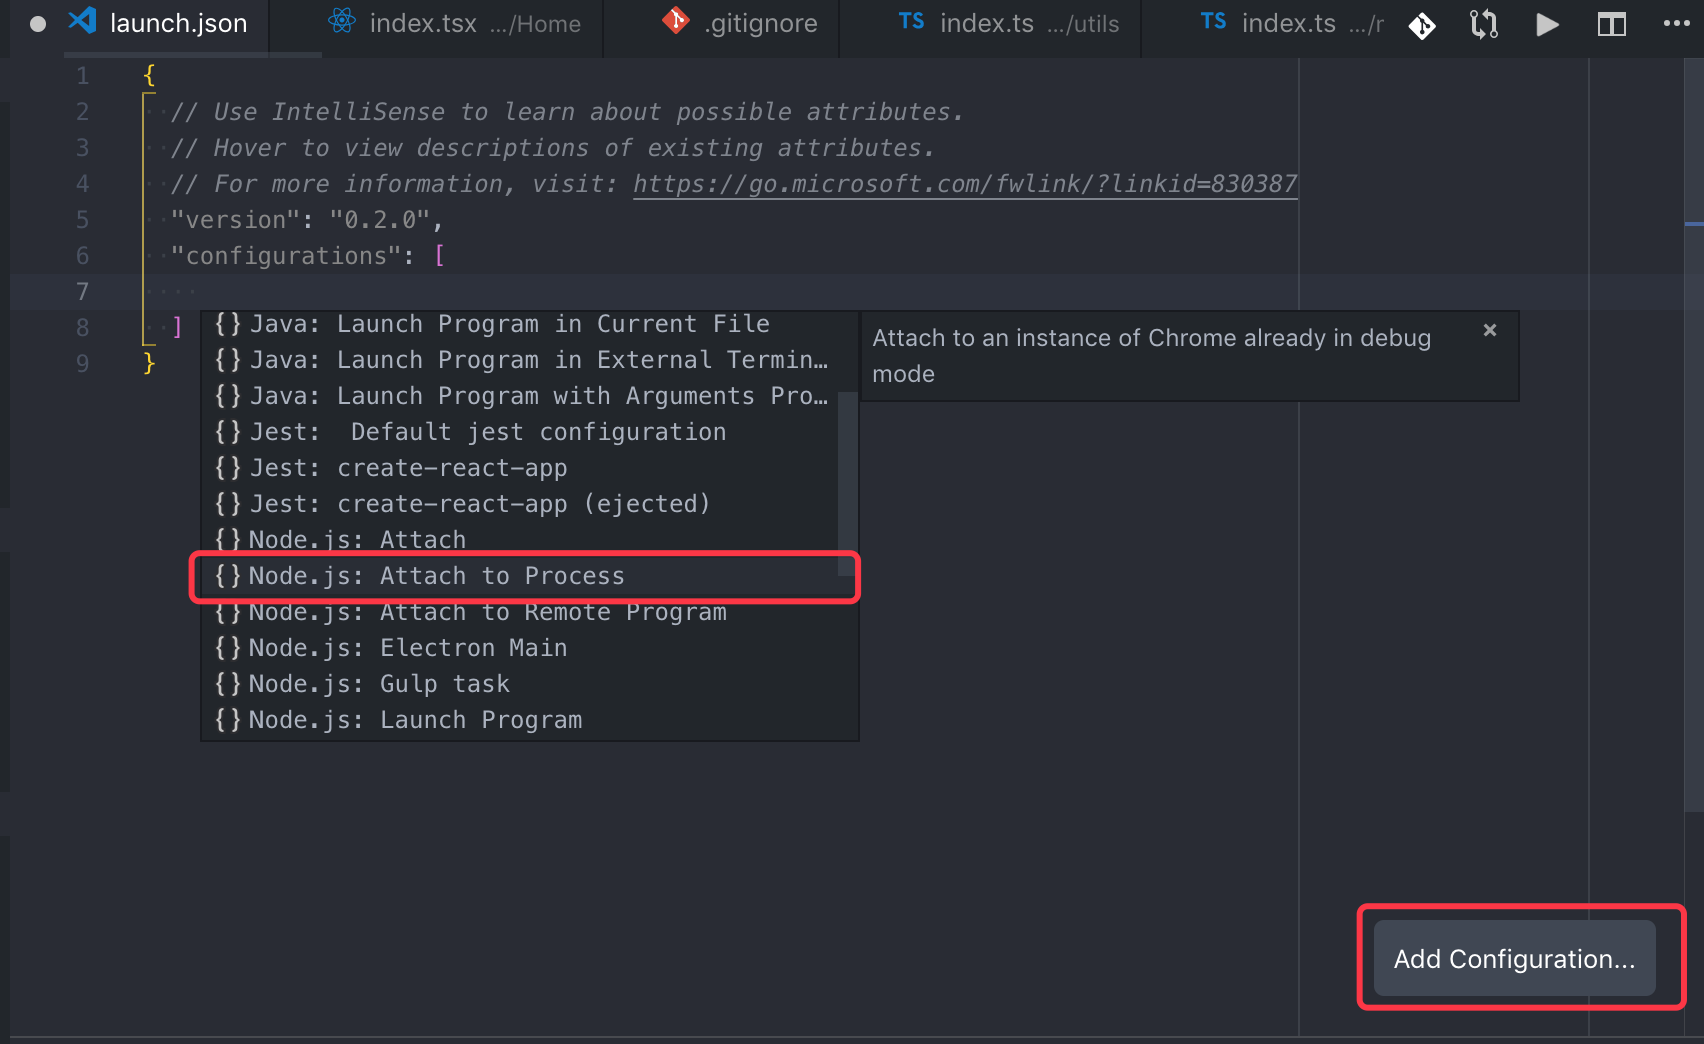 launch.json
index.tsx .../Home
.gitignore
TS index.ts .../utils
TS index.ts .../r
1 {
2 // Use IntelliSense to learn about possible attributes.
3 // Hover to view descriptions of existing attributes.
4 // For more information, visit: https://go.microsoft.com/fwlink/?linkid=830387
5 "version": "0.2.0",
6 "configurations": [
7
8 ]
9 }
{} Java: Launch Program in Current File
{} Java: Launch Program in External Termin…
{} Java: Launch Program with Arguments Pro…
{} Jest:  Default jest configuration
{} Jest: create-react-app
{} Jest: create-react-app (ejected)
{} Node.js: Attach
{} Node.js: Attach to Process
{} Node.js: Attach to Remote Program
{} Node.js: Electron Main
{} Node.js: Gulp task
{} Node.js: Launch Program
Attach to an instance of Chrome already in debug
mode
Add Configuration...